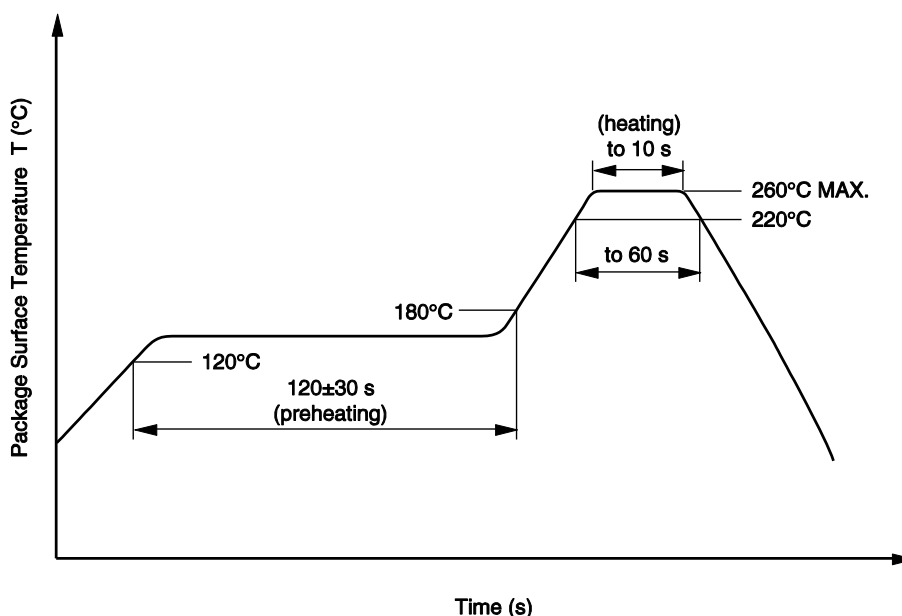 Package Surface Temperature T (°C)
(heating)
to 10 s
260°C MAX.
220°C
to 60 s
180°C
120°C
120±30 s
(preheating)
Time (s)